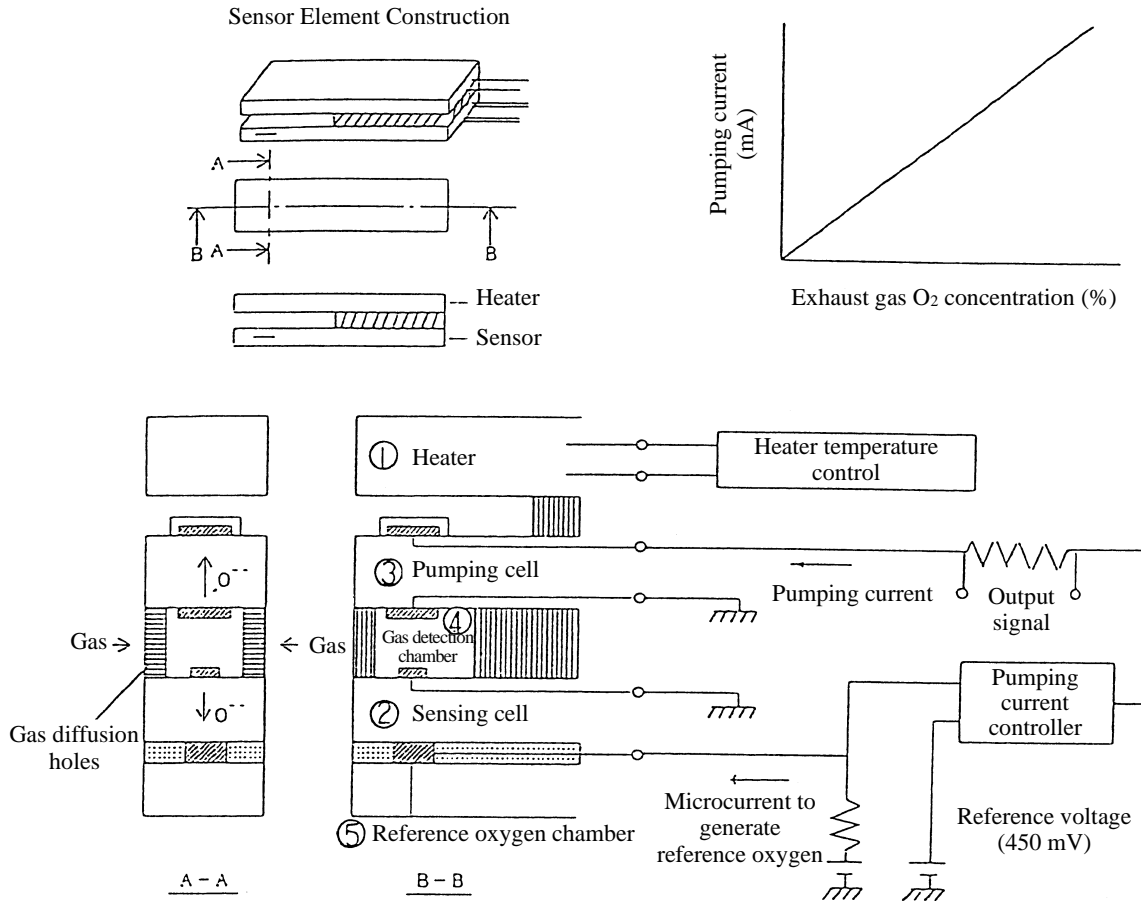 Sensor Element Construction
A
B
A
B
Heater
Sensor
Pumping current
(mA)
Exhaust gas O2 concentration (%)
① Heater
Heater temperature
control
.O--
③ Pumping cell
Pumping current
Output
signal
Gas
Gas
④
Gas detection
chamber
Gas diffusion
holes
O--
② Sensing cell
Pumping
current
controller
⑤ Reference oxygen chamber
Microcurrent to
generate
reference oxygen
Reference voltage
(450 mV)
A - A
B - B